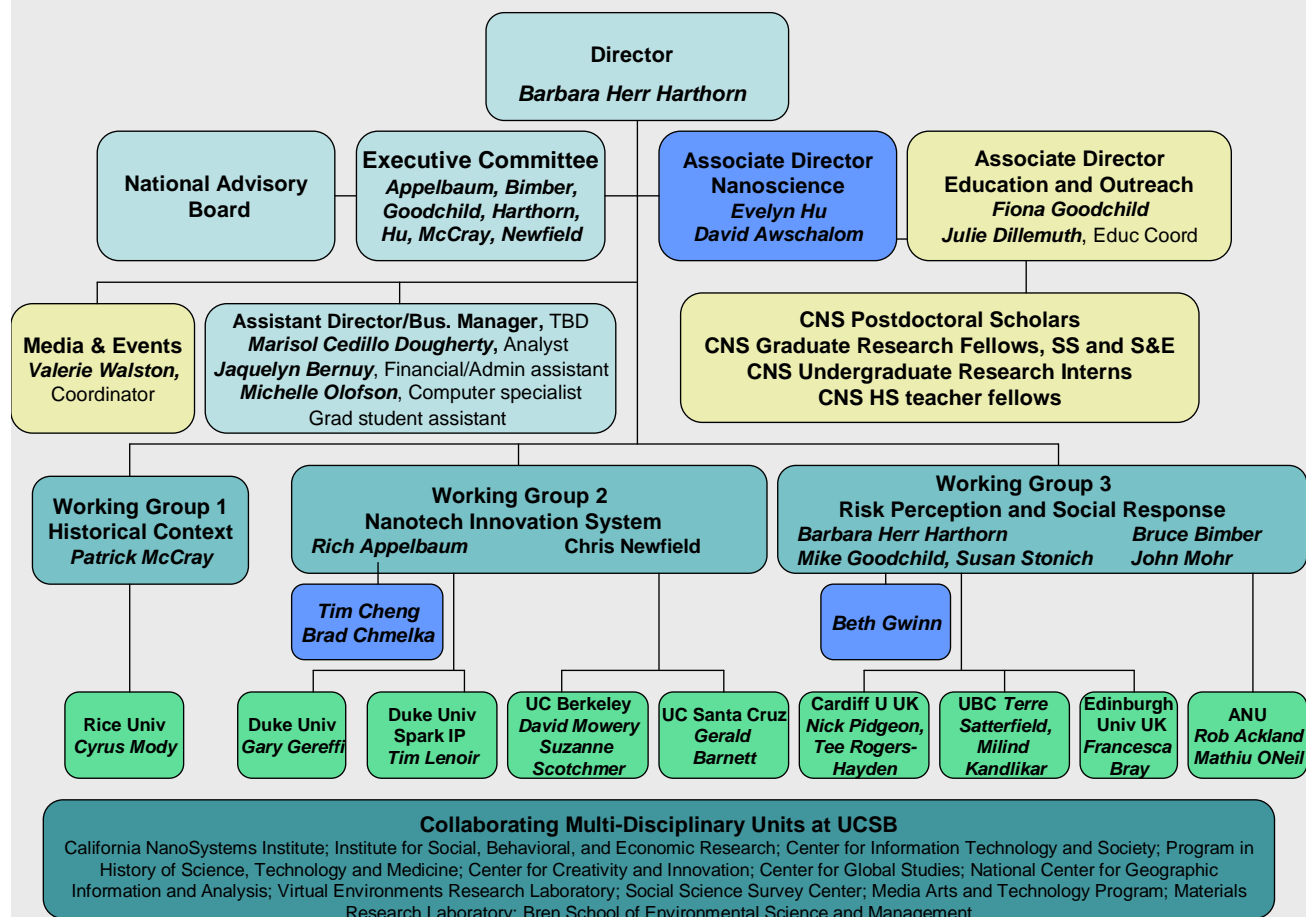 Director
Barbara Herr Harthorn
National Advisory
Board
Executive Committee
Appelbaum, Bimber,
Goodchild, Harthorn,
Hu, McCray, Newfield
Associate Director
Nanoscience
Evelyn Hu
David Awschalom
Associate Director
Education and Outreach
Fiona Goodchild
Julie Dillemuth, Educ Coord
Media & Events
Valerie Walston,
Coordinator
Assistant Director/Bus. Manager, TBD
Marisol Cedillo Dougherty, Analyst
Jaquelyn Bernuy, Financial/Admin assistant
Michelle Olofson, Computer specialist
Grad student assistant
CNS Postdoctoral Scholars
CNS Graduate Research Fellows, SS and S&E
CNS Undergraduate Research Interns
CNS HS teacher fellows
Working Group 1
Historical Context
Patrick McCray
Working Group 2
Nanotech Innovation System
Rich Appelbaum Chris Newfield
Working Group 3
Risk Perception and Social Response
Barbara Herr Harthorn Bruce Bimber
Mike Goodchild, Susan Stonich John Mohr
Tim Cheng
Brad Chmelka
Beth Gwinn
Rice Univ
Cyrus Mody
Duke Univ
Gary Gereffi
Duke Univ
Spark IP
Tim Lenoir
UC Berkeley
David Mowery
Suzanne
Scotchmer
UC Santa Cruz
Gerald
Barnett
Cardiff U UK
Nick Pidgeon,
Tee Rogers-
Hayden
UBC Terre
Satterfield,
Milind
Kandlikar
Edinburgh
Univ UK
Francesca
Bray
ANU
Rob Ackland
Mathiu ONeil
Collaborating Multi-Disciplinary Units at UCSB
California NanoSystems Institute; Institute for Social, Behavioral, and Economic Research; Center for Information Technology and Society; Program in
History of Science, Technology and Medicine; Center for Creativity and Innovation; Center for Global Studies; National Center for Geographic
Information and Analysis; Virtual Environments Research Laboratory; Social Science Survey Center; Media Arts and Technology Program; Materials
Research Laboratory; Bren School of Environmental Science and Management